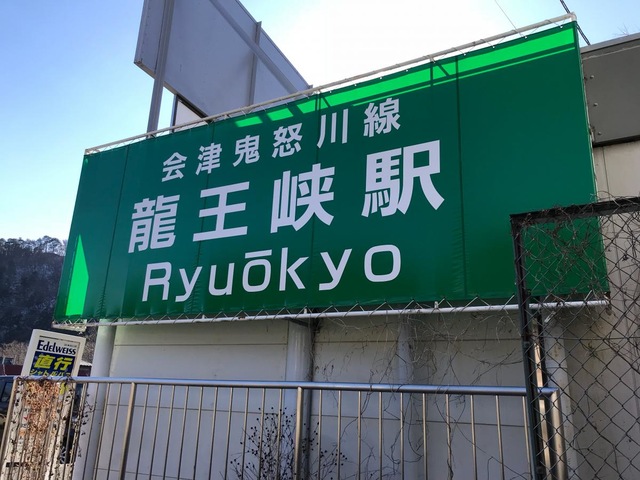 会津鬼怒川線
龍王峡駅
Ryuōkyo
Edelweiss
直行